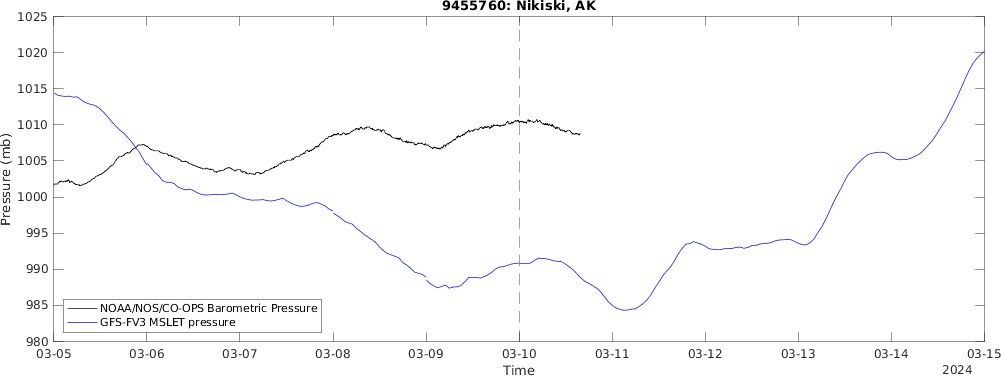 9455760: Nikiski, AK
1025
1020
1015
1010
1005
1000
995
990
985
980
Pressure (mb)
NOAA/NOS/CO-OPS Barometric Pressure
GFS-FV3 MSLET pressure
03-05 03-06 03-07 03-08 03-09 03-10 03-11 03-12 03-13 03-14 03-15
Time
2024